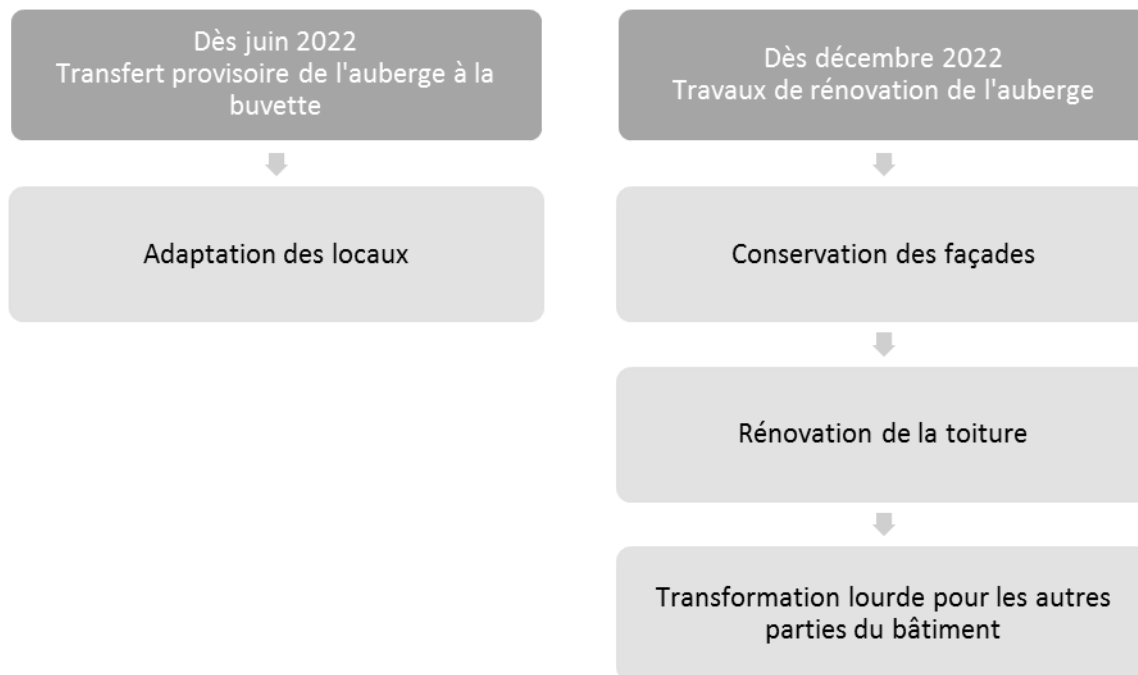 Dès juin 2022
Transfert provisoire de l'auberge à la
buvette
Adaptation des locaux
Dès décembre 2022
Travaux de rénovation de l'auberge
Conservation des façades
Rénovation de la toiture
Transformation lourde pour les autres
parties du bâtiment